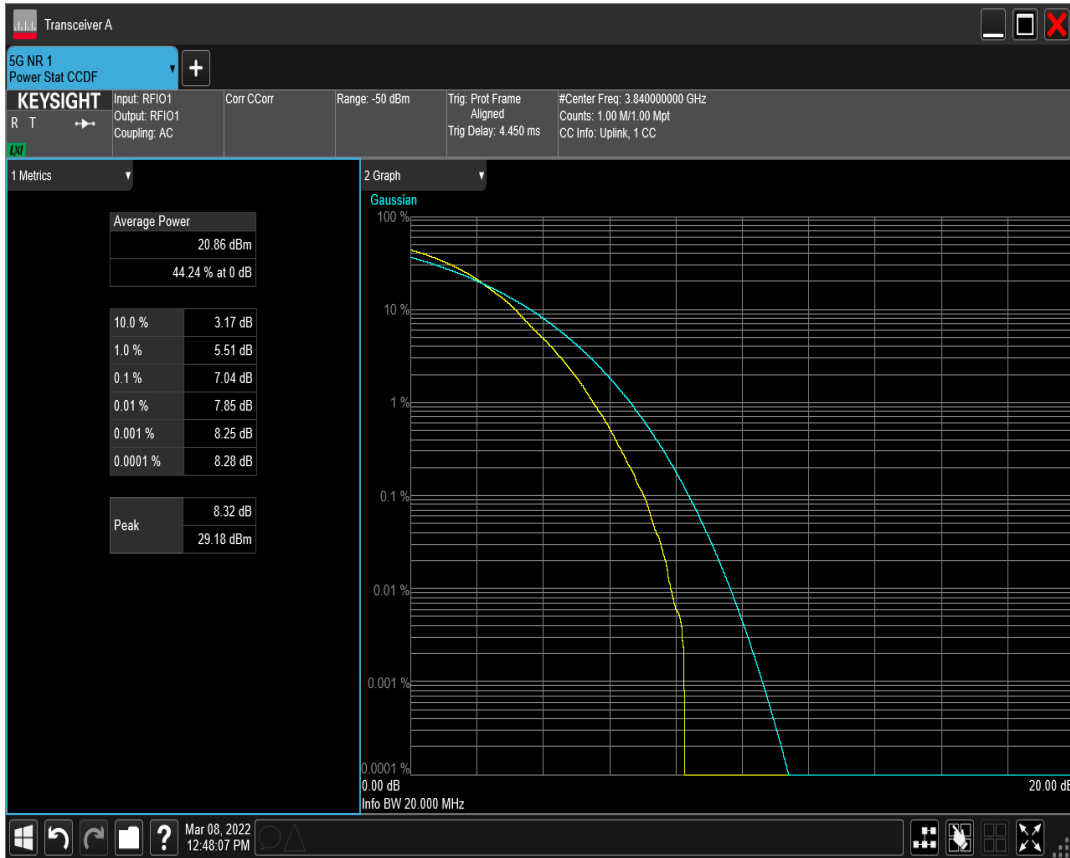 Transceiver A
5G NR 1
Power Stat CCDF
+
KEYSIGHT
R T
LXI
Input: RFIO1
Output: RFIO1
Coupling: AC
Corr CCorr
Range: -50 dBm
Trig: Prot Frame
Aligned
Trig Delay: 4.450 ms
#Center Freq: 3.840000000 GHz
Counts: 1.00 M/1.00 Mpt
CC Info: Uplink, 1 CC
1 Metrics
Average Power
20.86 dBm
44.24 % at 0 dB
10.0 % 3.17 dB
1.0 % 5.51 dB
0.1 % 7.04 dB
0.01 % 7.85 dB
0.001 % 8.25 dB
0.0001 % 8.28 dB
Peak 8.32 dB
29.18 dBm
2 Graph
Gaussian
100 %
10 %
1 %
0.1 %
0.01 %
0.001 %
0.0001 %
0.00 dB 20.00 dB
Info BW 20.000 MHz
?
Mar 08, 2022
12:48:07 PM